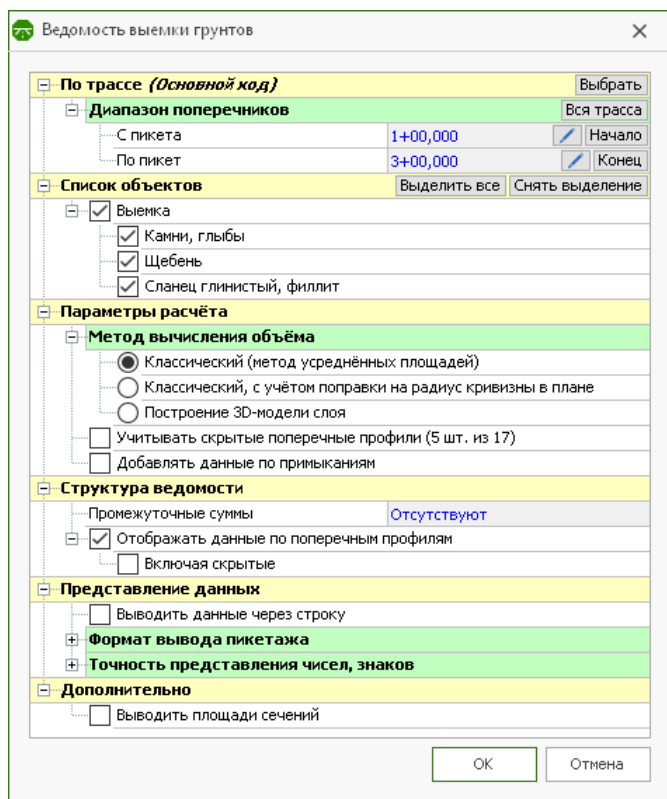 Ведомость выемки грунтов
По трассе (Основной ход) Выбрать
Диапазон поперечников Вся трасса
С пикета 1+00,000 Начало
По пикет 3+00,000 Конец
Список объектов Выделить все Снять выделение
Выемка
Камни, глыбы
Щебень
Сланец глинистый, филлит
Параметры расчёта
Метод вычисления объёма
Классический (метод усреднённых площадей)
Классический, с учётом поправки на радиус кривизны в плане
Построение 3D-модели слоя
Учитывать скрытые поперечные профили (5 шт. из 17)
Добавлять данные по примыканиям
Структура ведомости
Промежуточные суммы Отсутствуют
Отображать данные по поперечным профилям
Включая скрытые
Представление данных
Выводить данные через строку
Формат вывода пикетажа
Точность представления чисел, знаков
Дополнительно
Выводить площади сечений
OK Отмена